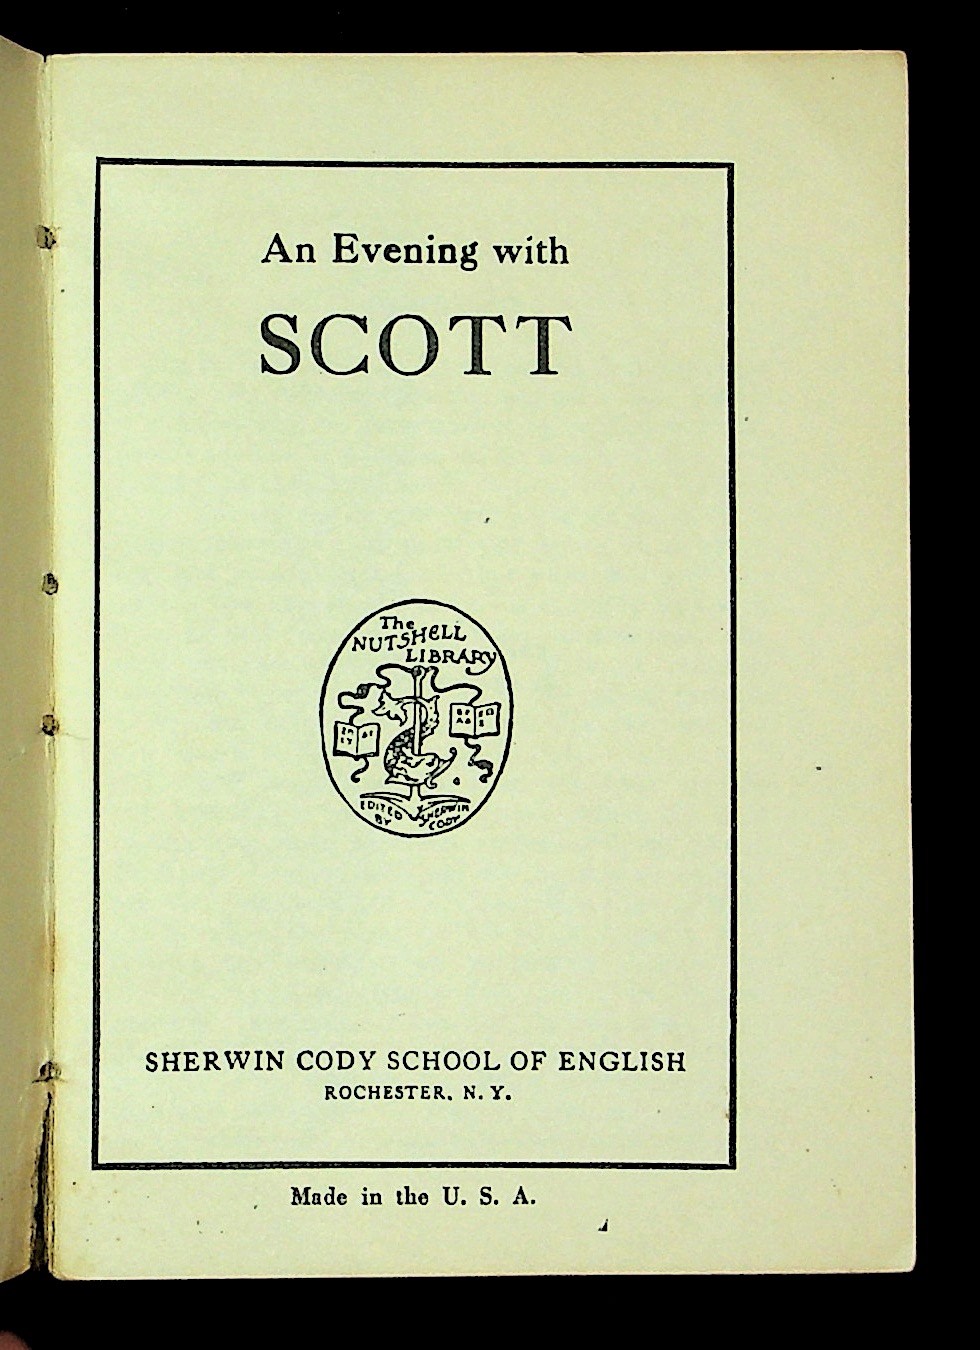 An Evening with
SCOTT
The
NUTSHELL
LIBRARY
EDITED
BY
SHERWIN
CODY
SHERWIN CODY SCHOOL OF ENGLISH
ROCHESTER, N. Y.
Made in the U. S. A.